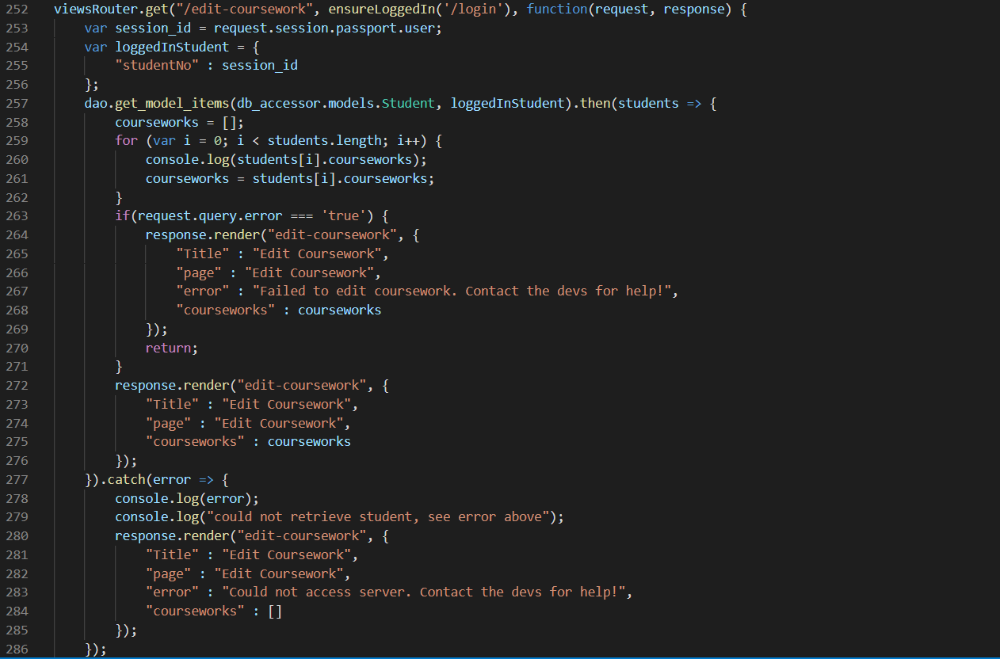 252 viewsRouter.get("/edit-coursework", ensureLoggedIn('/login'), function(request, response) {
253     var session_id = request.session.passport.user;
254     var loggedInStudent = {
255         "studentNo" : session_id
256     };
257     dao.get_model_items(db_accessor.models.Student, loggedInStudent).then(students => {
258         courseworks = [];
259         for (var i = 0; i < students.length; i++) {
260             console.log(students[i].courseworks);
261             courseworks = students[i].courseworks;
262         }
263         if(request.query.error === 'true') {
264             response.render("edit-coursework", {
265                 "Title" : "Edit Coursework",
266                 "page" : "Edit Coursework",
267                 "error" : "Failed to edit coursework. Contact the devs for help!",
268                 "courseworks" : courseworks
269             });
270             return;
271         }
272         response.render("edit-coursework", {
273             "Title" : "Edit Coursework",
274             "page" : "Edit Coursework",
275             "courseworks" : courseworks
276         });
277     }).catch(error => {
278         console.log(error);
279         console.log("could not retrieve student, see error above");
280         response.render("edit-coursework", {
281             "Title" : "Edit Coursework",
282             "page" : "Edit Coursework",
283             "error" : "Could not access server. Contact the devs for help!",
284             "courseworks" : []
285         });
286     });